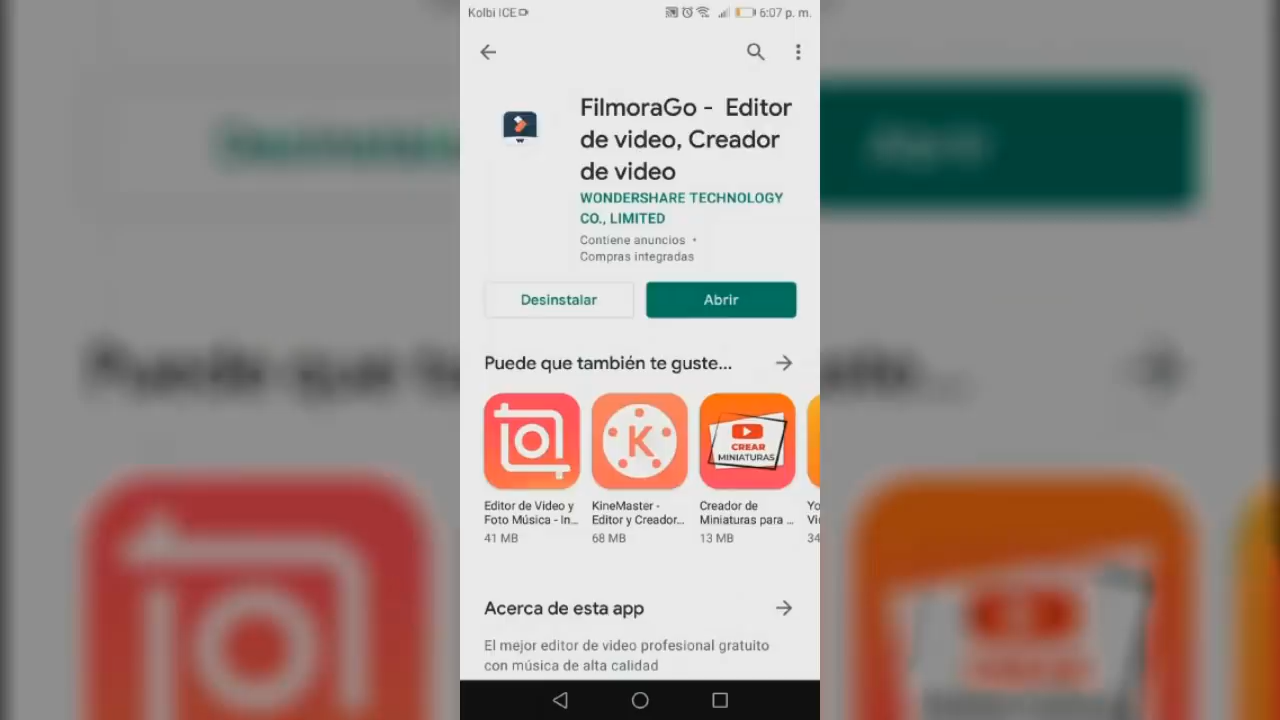 Kolbi ICE
6:07 p. m.
FilmoraGo - Editor
de video, Creador
de video
WONDERSHARE TECHNOLOGY
CO., LIMITED
Contiene anuncios •
Compras integradas
Desinstalar
Abrir
Puede que también te guste...
K
CREAR
MINIATURAS
Editor de Video y
Foto Música - In...
41 MB
KineMaster -
Editor y Creador...
68 MB
Creador de
Miniaturas para ...
13 MB
Yo
Vi
34
Acerca de esta app
El mejor editor de video profesional gratuito
con música de alta calidad